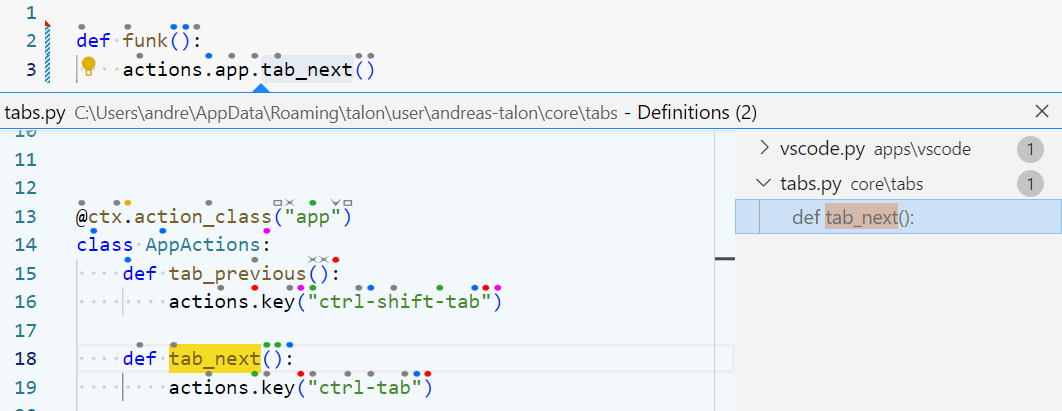 1
2 def funk():
3 actions.app.tab_next()
tabs.py C:\Users\andre\AppData\Roaming\talon\user\andreas-talon\core\tabs - Definitions (2)
10
11
12
13 @ctx.action_class("app")
14 class AppActions:
15 def tab_previous():
16 actions.key("ctrl-shift-tab")
17
18 def tab_next():
19 actions.key("ctrl-tab")
vscode.py apps\vscode 1
tabs.py core\tabs 1
def tab_next():